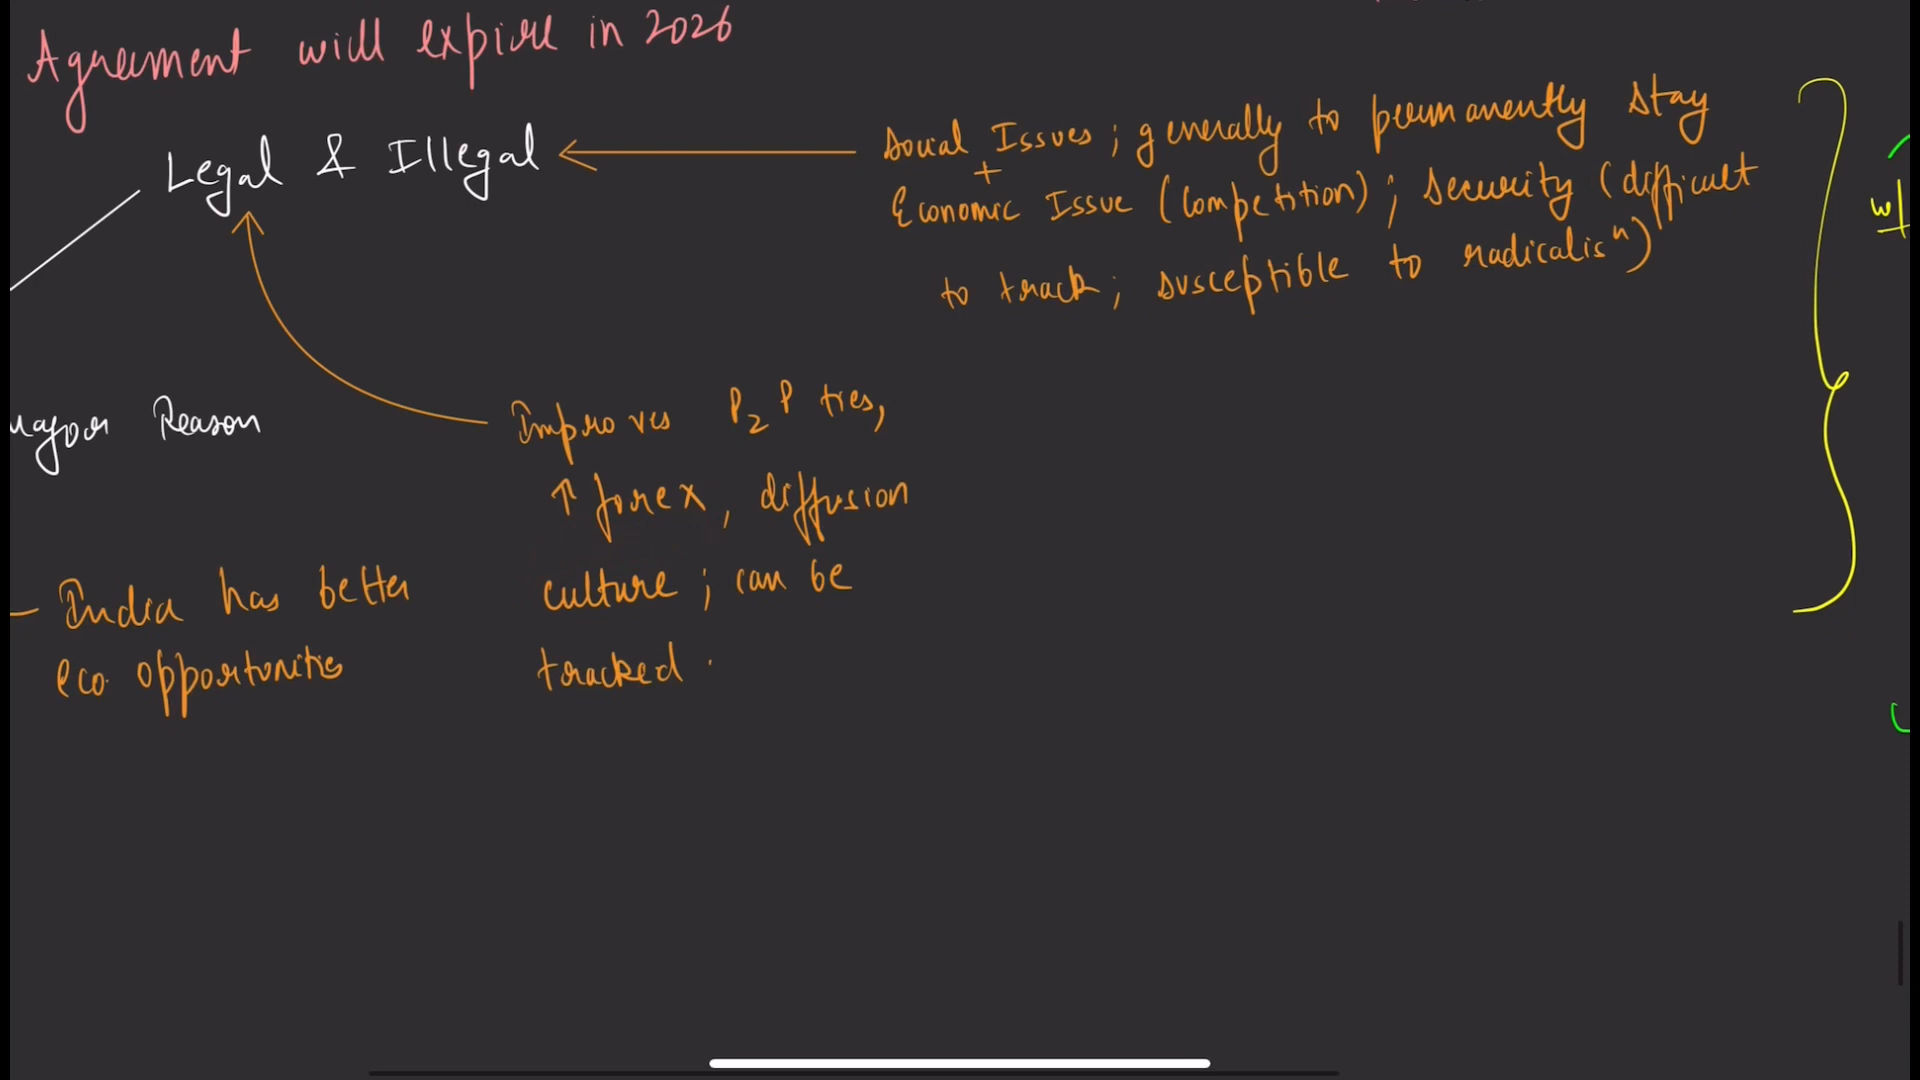 Agreement will expire in 2026
Legal & Illegal
Social Issues ; generally to permanently stay
+
Economic Issue (competition) ; security (difficult
to track ; susceptible to radicalisⁿ)
w/
major Reason
Improves P2P ties,
↑ forex, diffusion
culture ; can be
tracked .
- India has better
eco. opportunities